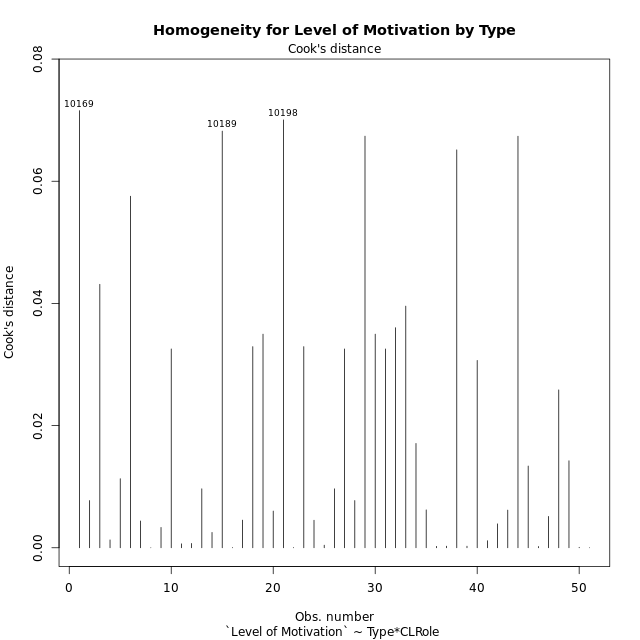 Homogeneity for Level of Motivation by Type
Cook's distance
0.08
10169
10198
10189
0.06
0.04
Cook's distance
0.02
0.00
0 10 20 30 40 50
Obs. number
`Level of Motivation` ~ Type*CLRole